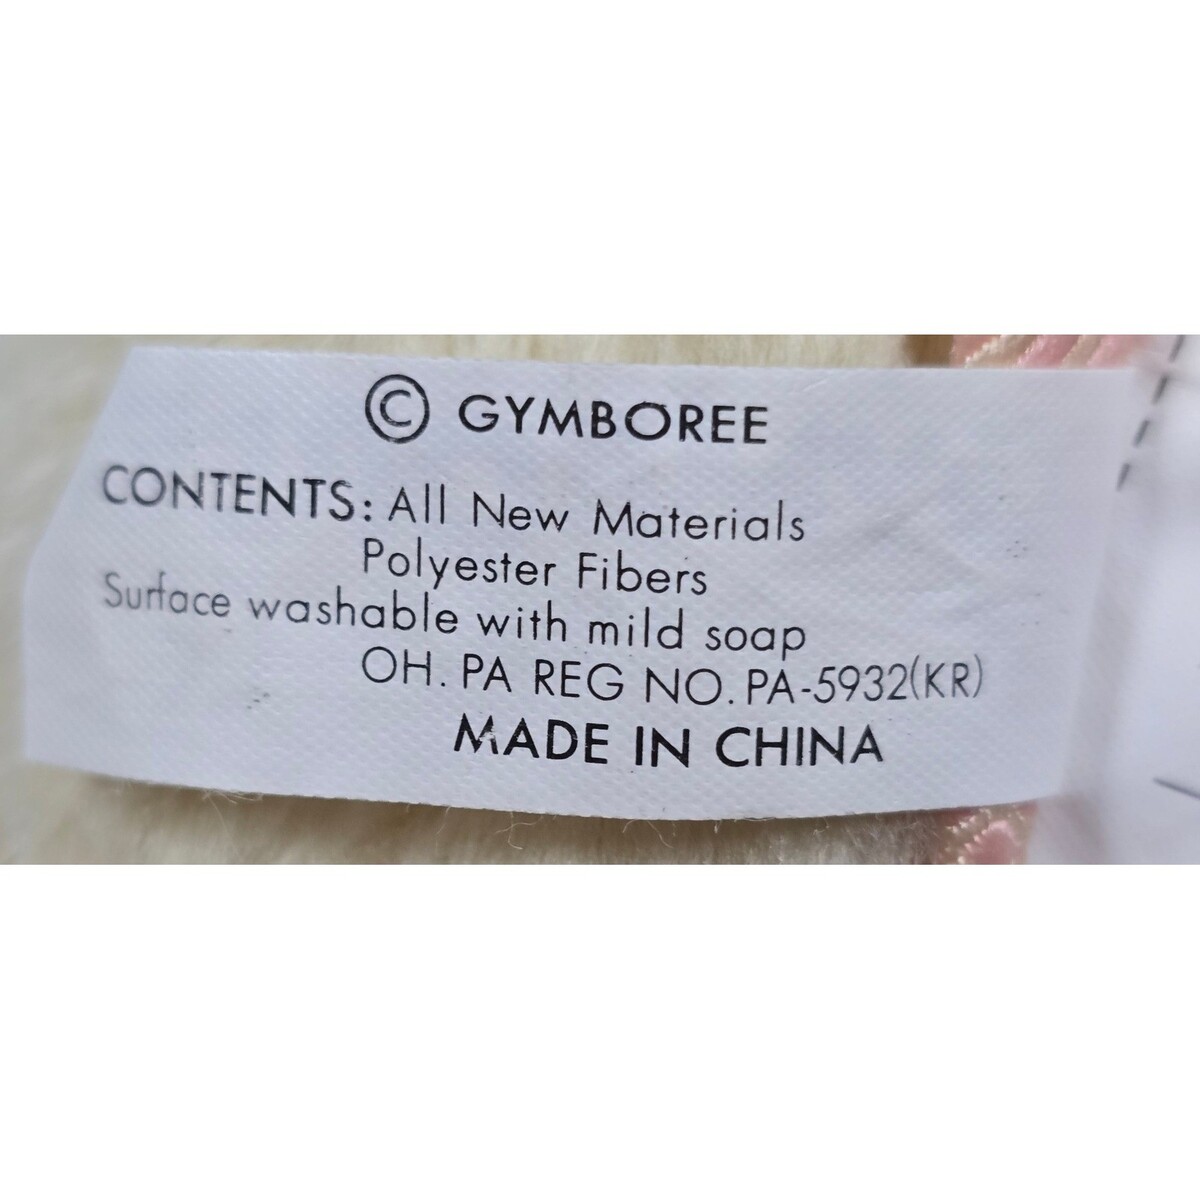 © GYMBOREE
CONTENTS: All New Materials
Polyester Fibers
Surface washable with mild soap
OH. PA REG NO. PA-5932(KR)
MADE IN CHINA